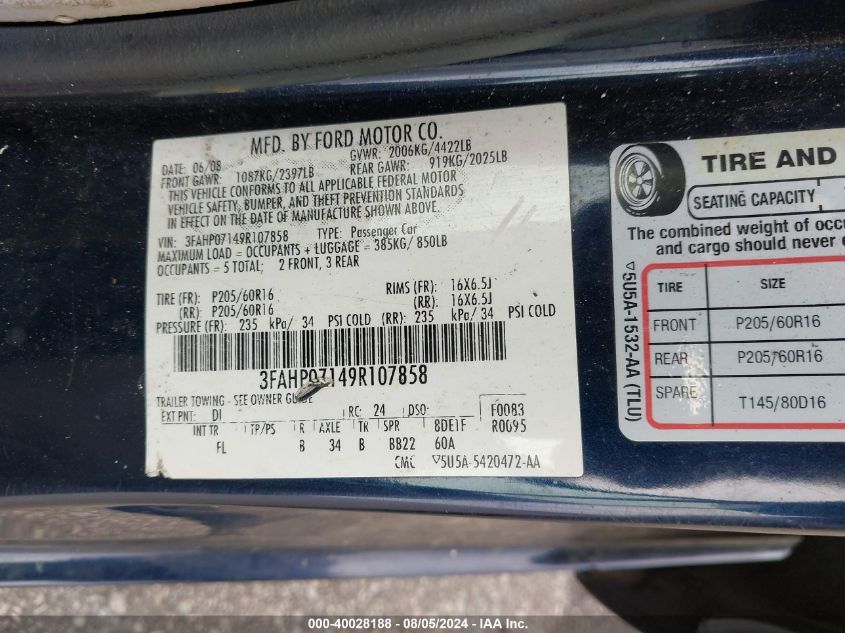 MFD. BY FORD MOTOR CO.
DATE: 06/08 GVWR: 2006KG/4422LB
FRONT GAWR: 1087KG/2397LB REAR GAWR: 919KG/2025LB
THIS VEHICLE CONFORMS TO ALL APPLICABLE FEDERAL MOTOR
VEHICLE SAFETY, BUMPER, AND THEFT PREVENTION STANDARDS
IN EFFECT ON THE DATE OF MANUFACTURE SHOWN ABOVE.
VIN: 3FAHP07149R107858 TYPE: Passenger Car
MAXIMUM LOAD = OCCUPANTS + LUGGAGE = 385KG/ 850LB
OCCUPANTS = 5 TOTAL; 2 FRONT, 3 REAR
TIRE (FR): P205/60R16 RIMS (FR): 16X6.5J
(RR): P205/60R16 (RR): 16X6.5J
PRESSURE (FR): 235 kPa/ 34 PSI COLD (RR): 235 kPa/ 34 PSI COLD
3FAHP07149R107858
TRAILER TOWING - SEE OWNER GUIDE
EXT PNT: DI RC: 24 DSO: F0083
INT TR TP/PS R AXLE TR SPR 8DE1F R0095
FL B 34 B BB22 60A
CMC ▽5U5A-5420472-AA
TIRE AND
SEATING CAPACITY
The combined weight of occu
and cargo should never e
TIRE SIZE
FRONT P205/60R16
REAR P205/60R16
SPARE T145/80D16
▽5U5A-1532-AA (TLU)
000-40028188 - 08/05/2024 - IAA Inc.